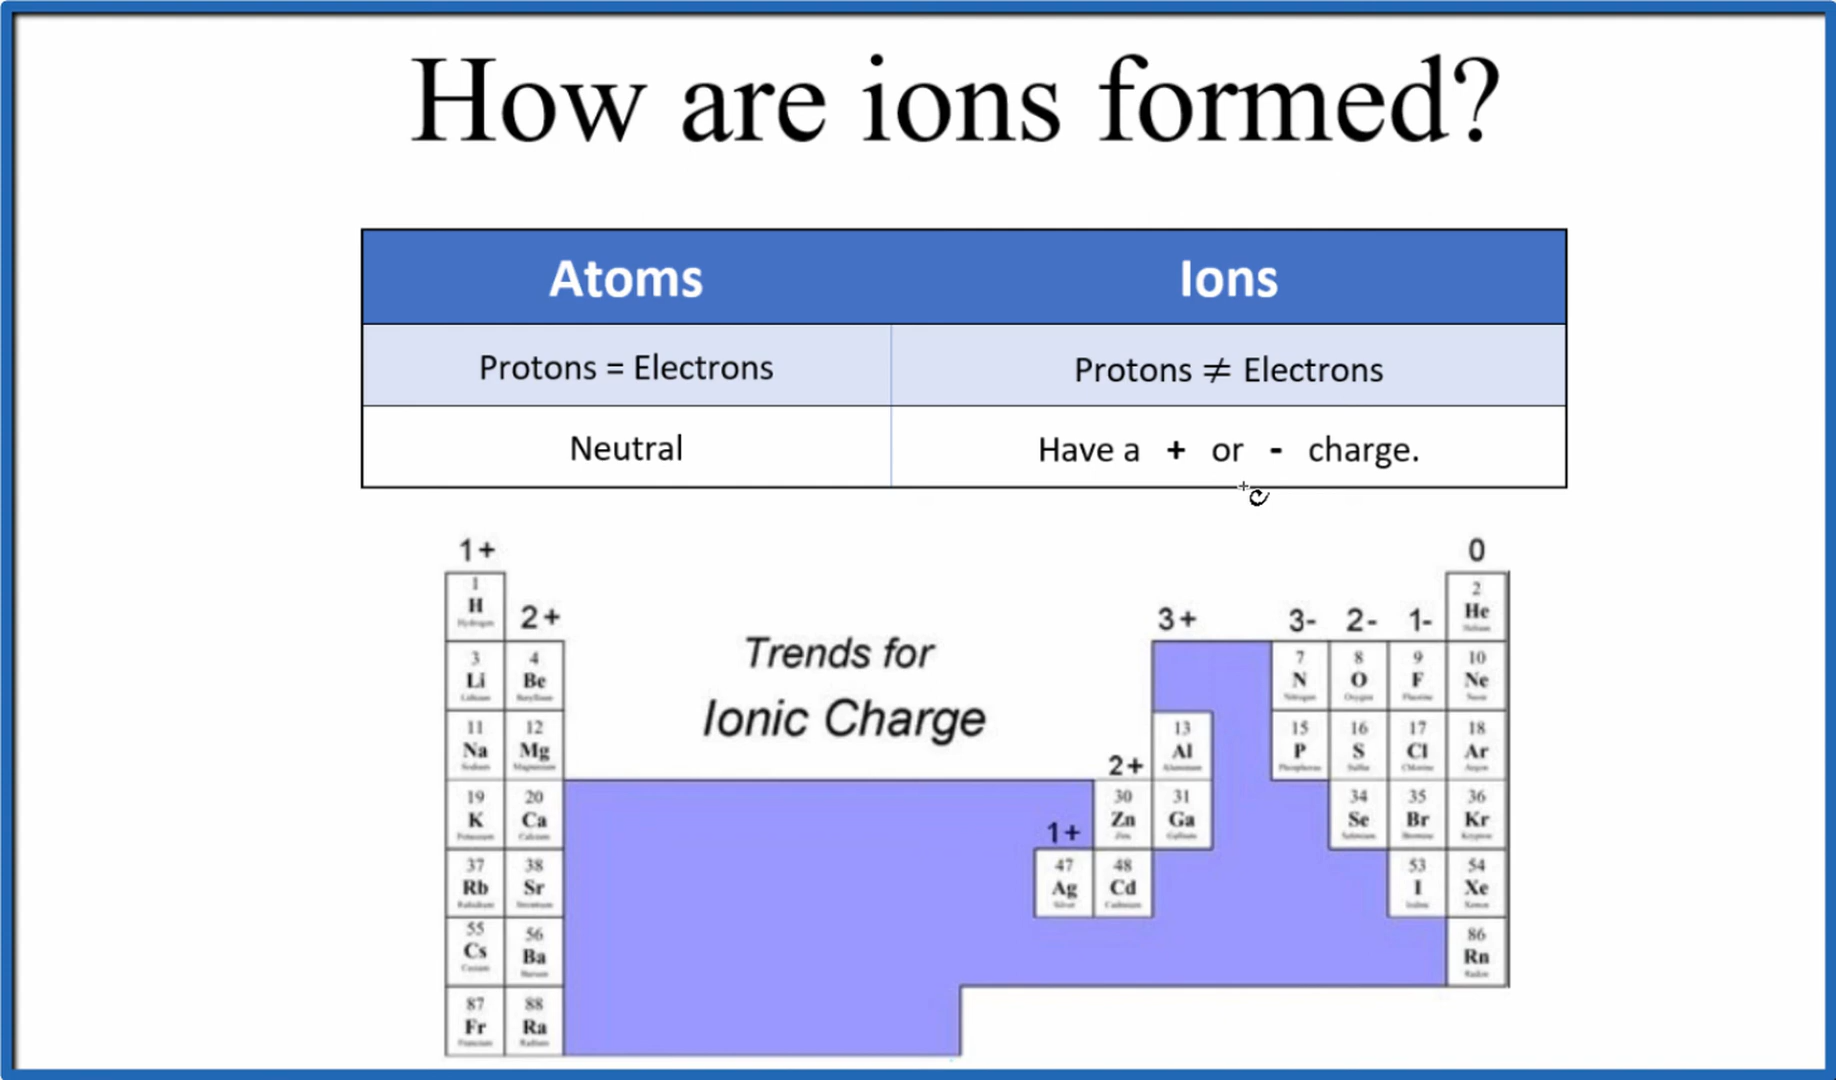 How are ions formed?
Atoms Ions
Protons = Electrons Protons ≠ Electrons
Neutral Have a + or - charge.
1+ 0
1 H Hydrogen 2+ 3+ 3- 2- 1- 2 He Helium
Trends for
Ionic Charge
3 Li Lithium 4 Be Beryllium 7 N Nitrogen 8 O Oxygen 9 F Fluorine 10 Ne Neon
11 Na Sodium 12 Mg Magnesium 2+ 13 Al Aluminum 15 P Phosphorus 16 S Sulfur 17 Cl Chlorine 18 Ar Argon
19 K Potassium 20 Ca Calcium 1+ 30 Zn Zinc 31 Ga Gallium 34 Se Selenium 35 Br Bromine 36 Kr Krypton
37 Rb Rubidium 38 Sr Strontium 47 Ag Silver 48 Cd Cadmium 53 I Iodine 54 Xe Xenon
55 Cs 56 Ba Barium 86 Rn Radon
87 Fr Francium 88 Ra Radium